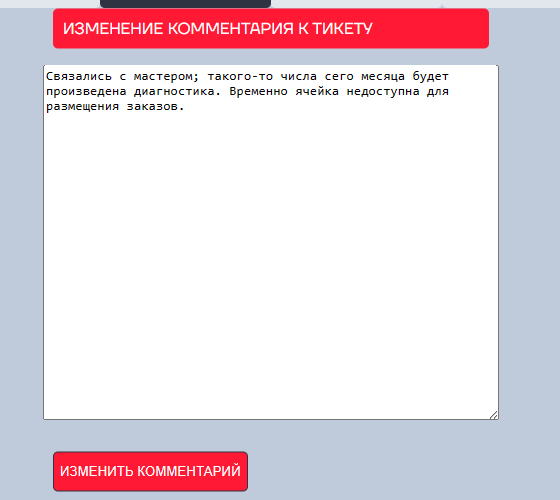 ИЗМЕНЕНИЕ КОММЕНТАРИЯ К ТИКЕТУ
Связались с мастером; такого-то числа сего месяца будет
произведена диагностика. Временно ячейка недоступна для
размещения заказов.
ИЗМЕНИТЬ КОММЕНТАРИЙ